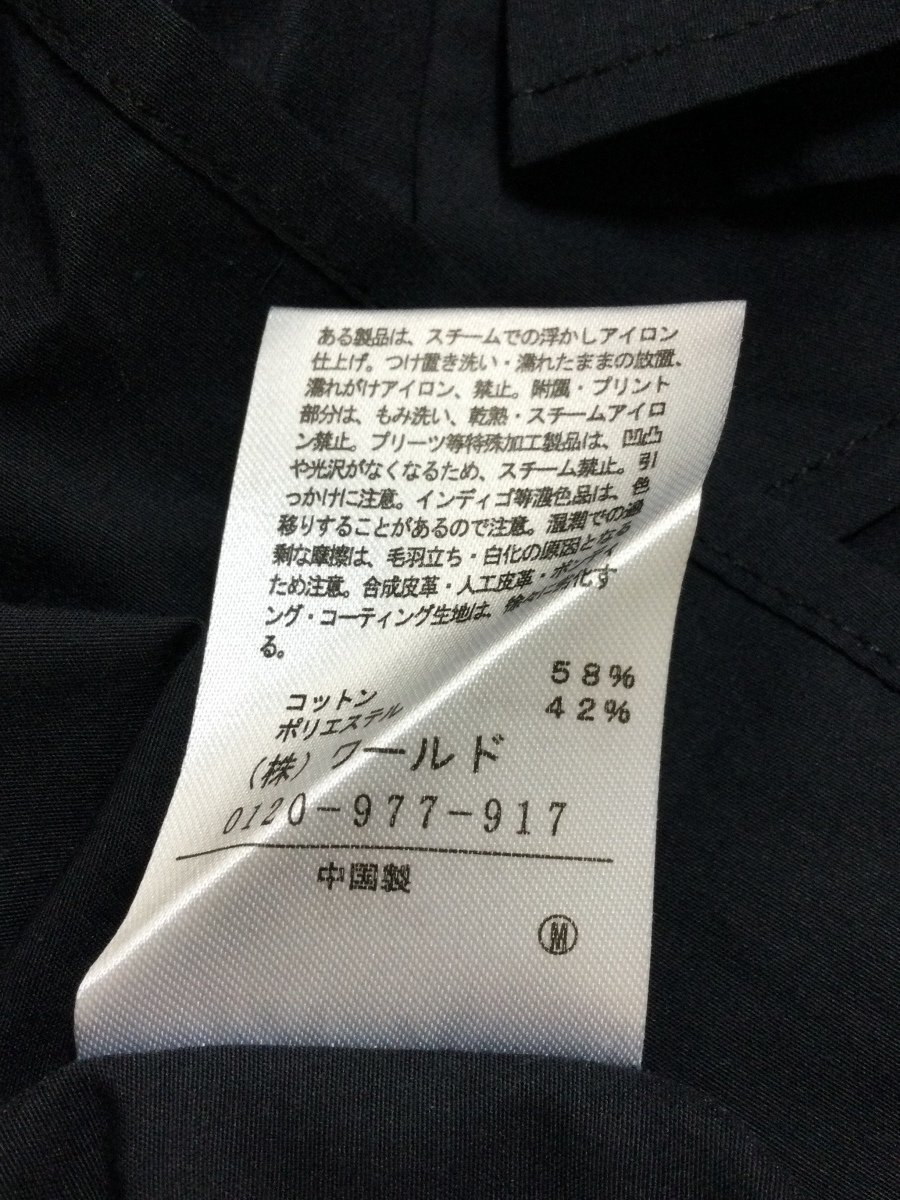 ある製品は、スチームでの浮かしアイロン
仕上げ。つけ置き洗い・濡れたままの放置、
濡れがけアイロン、禁止。附属・プリント
部分は、もみ洗い、乾熱・スチームアイロ
ン禁止。プリーツ等特殊加工製品は、凹凸
や光沢がなくなるため、スチーム禁止。引
っかけに注意。インディゴ等濃色品は、色
移りすることがあるので注意。湿潤での過
剰な摩擦は、毛羽立ち・白化の原因となる
ため注意。合成皮革・人工皮革・ボンディ
ング・コーティング生地は、徐々に劣化す
る。
コットン 58%
ポリエステル 42%
(株)ワールド
0120-977-917
中国製
M